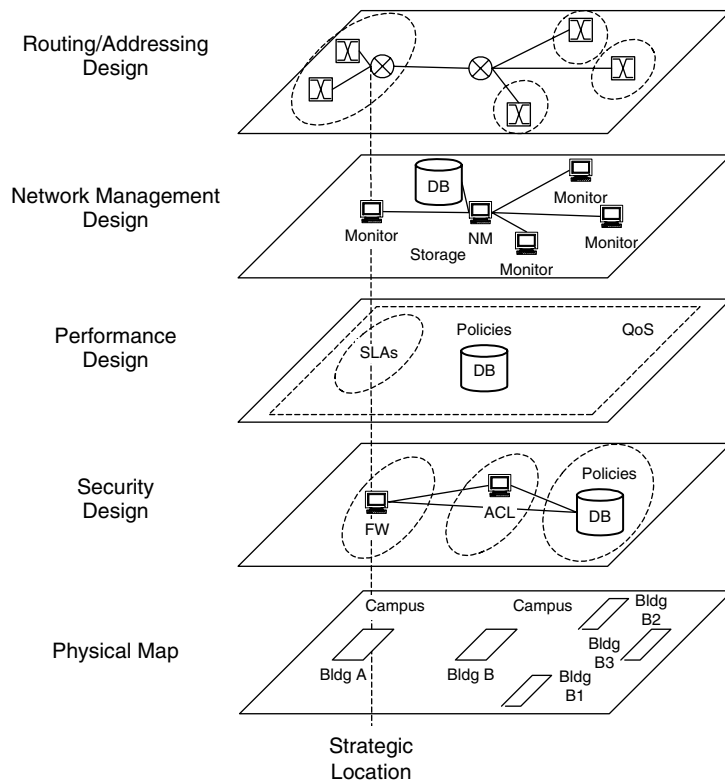 Routing/Addressing
Design
Network Management
Design
DB
Monitor
Monitor
NM
Monitor
Storage
Monitor
Performance
Design
Policies
QoS
SLAs
DB
Security
Design
Policies
ACL
DB
FW
Physical Map
Campus
Campus
Bldg
B2
Bldg
B3
Bldg A
Bldg B
Bldg
B1
Strategic
Location